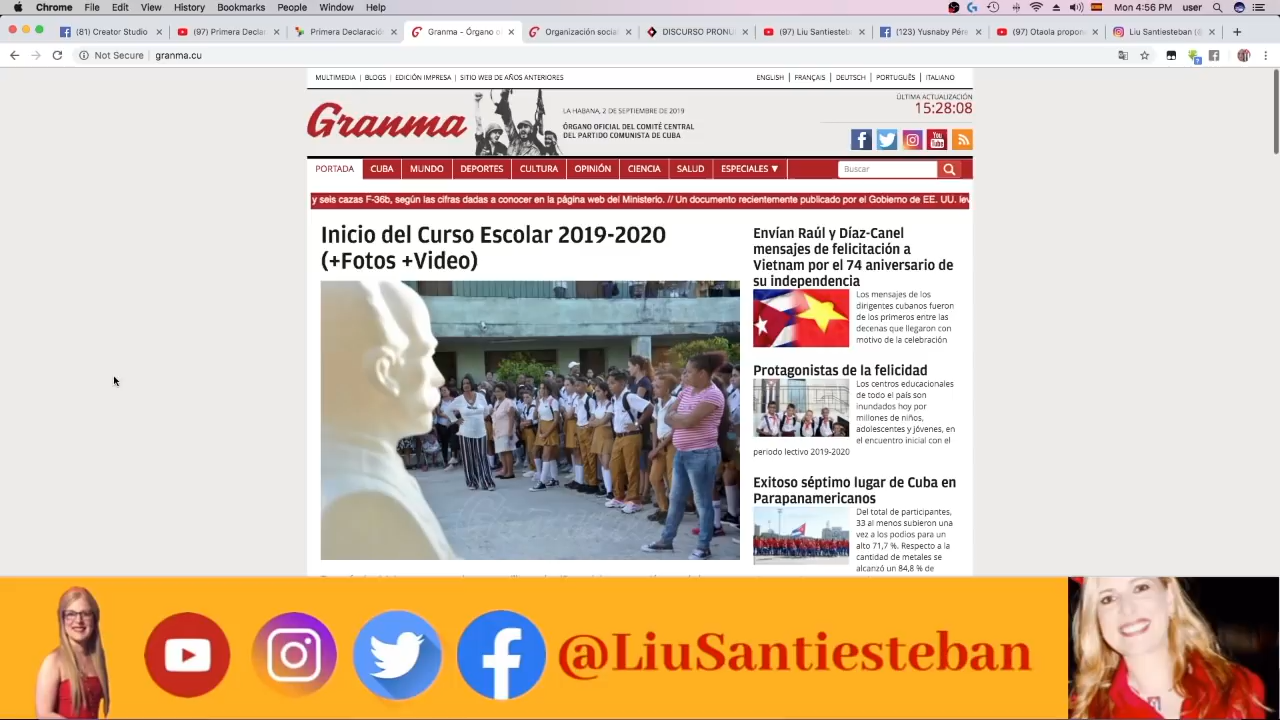 Chrome File Edit View History Bookmarks People Window Help
Mon 4:56 PM user
(81) Creator Studio
(97) Primera Declar
Primera Declaració
Granma - Órgano o
Organización socia
DISCURSO PRONU
(97) Liu Santiesteb
(123) Yusnaby Pére
(97) Otaola propor
Liu Santiesteban (@
Not Secure | granma.cu
MULTIMEDIA | BLOGS | EDICIÓN IMPRESA | SITIO WEB DE AÑOS ANTERIORES
ENGLISH | FRANÇAIS | DEUTSCH | PORTUGUÊS | ITALIANO
Granma
LA HABANA, 2 DE SEPTIEMBRE DE 2019
ÓRGANO OFICIAL DEL COMITÉ CENTRAL
DEL PARTIDO COMUNISTA DE CUBA
ÚLTIMA ACTUALIZACIÓN
15:28:08
You
Tube
PORTADA CUBA MUNDO DEPORTES CULTURA OPINIÓN CIENCIA SALUD ESPECIALES ▼
Buscar
y seis cazas F-36b, según las cifras dadas a conocer en la página web del Ministerio. // Un documento recientemente publicado por el Gobierno de EE. UU. lev
Inicio del Curso Escolar 2019-2020
(+Fotos +Video)
Envían Raúl y Díaz-Canel
mensajes de felicitación a
Vietnam por el 74 aniversario de
su independencia
Los mensajes de los
dirigentes cubanos fueron
de los primeros entre las
decenas que llegaron con
motivo de la celebración
Protagonistas de la felicidad
Los centros educacionales
de todo el país son
inundados hoy por
millones de niños,
adolescentes y jóvenes, en
el encuentro inicial con el
periodo lectivo 2019-2020
Exitoso séptimo lugar de Cuba en
Parapanamericanos
Del total de participantes,
33 al menos subieron una
vez a los podios para un
alto 71,7 %. Respecto a la
cantidad de metales se
alcanzó un 84,8 % de
@LiuSantiesteban